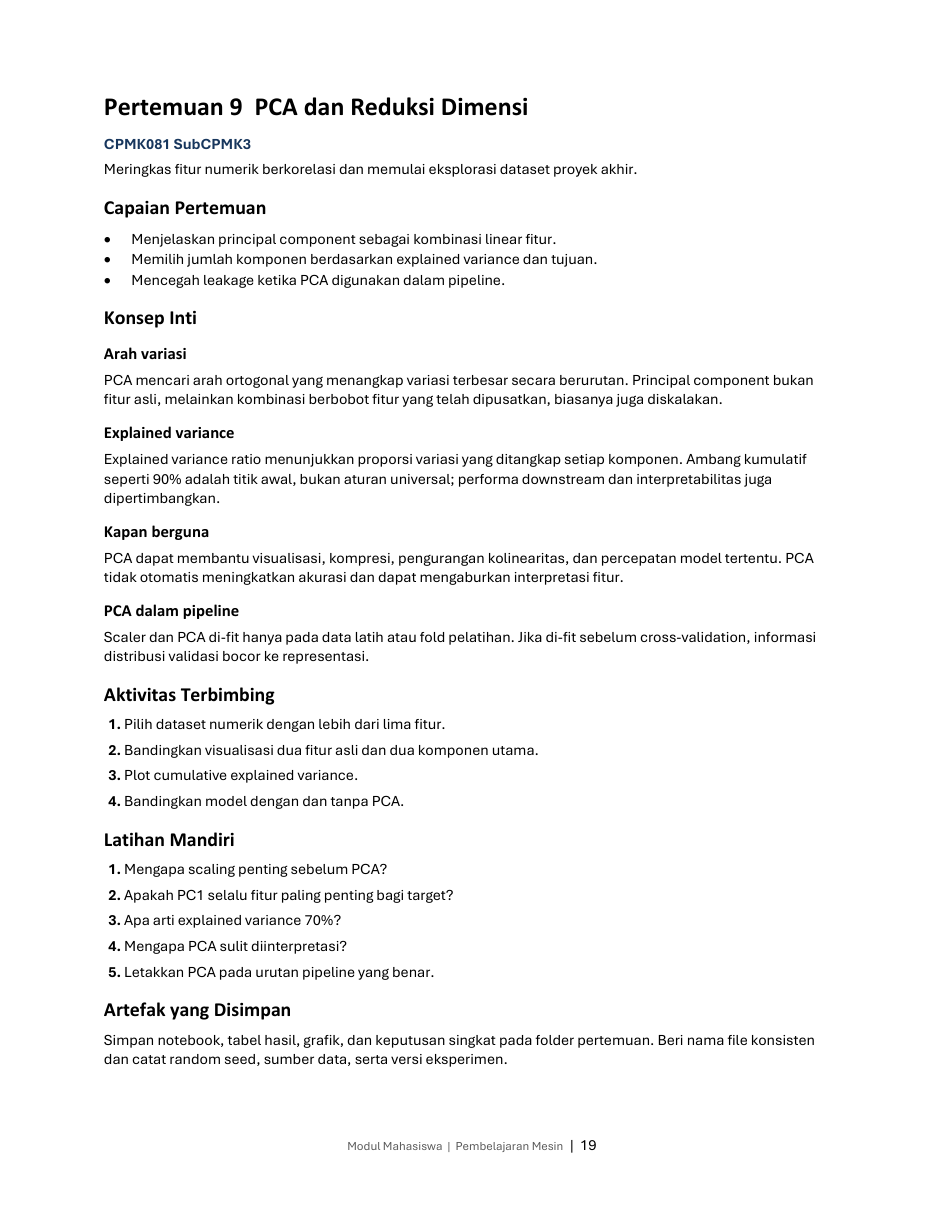 Pertemuan 9  PCA dan Reduksi Dimensi
CPMK081 SubCPMK3
Meringkas fitur numerik berkorelasi dan memulai eksplorasi dataset proyek akhir.
Capaian Pertemuan
• Menjelaskan principal component sebagai kombinasi linear fitur.
• Memilih jumlah komponen berdasarkan explained variance dan tujuan.
• Mencegah leakage ketika PCA digunakan dalam pipeline.
Konsep Inti
Arah variasi
PCA mencari arah ortogonal yang menangkap variasi terbesar secara berurutan. Principal component bukan
fitur asli, melainkan kombinasi berbobot fitur yang telah dipusatkan, biasanya juga diskalakan.
Explained variance
Explained variance ratio menunjukkan proporsi variasi yang ditangkap setiap komponen. Ambang kumulatif
seperti 90% adalah titik awal, bukan aturan universal; performa downstream dan interpretabilitas juga
dipertimbangkan.
Kapan berguna
PCA dapat membantu visualisasi, kompresi, pengurangan kolinearitas, dan percepatan model tertentu. PCA
tidak otomatis meningkatkan akurasi dan dapat mengaburkan interpretasi fitur.
PCA dalam pipeline
Scaler dan PCA di-fit hanya pada data latih atau fold pelatihan. Jika di-fit sebelum cross-validation, informasi
distribusi validasi bocor ke representasi.
Aktivitas Terbimbing
1. Pilih dataset numerik dengan lebih dari lima fitur.
2. Bandingkan visualisasi dua fitur asli dan dua komponen utama.
3. Plot cumulative explained variance.
4. Bandingkan model dengan dan tanpa PCA.
Latihan Mandiri
1. Mengapa scaling penting sebelum PCA?
2. Apakah PC1 selalu fitur paling penting bagi target?
3. Apa arti explained variance 70%?
4. Mengapa PCA sulit diinterpretasi?
5. Letakkan PCA pada urutan pipeline yang benar.
Artefak yang Disimpan
Simpan notebook, tabel hasil, grafik, dan keputusan singkat pada folder pertemuan. Beri nama file konsisten
dan catat random seed, sumber data, serta versi eksperimen.
Modul Mahasiswa | Pembelajaran Mesin | 19